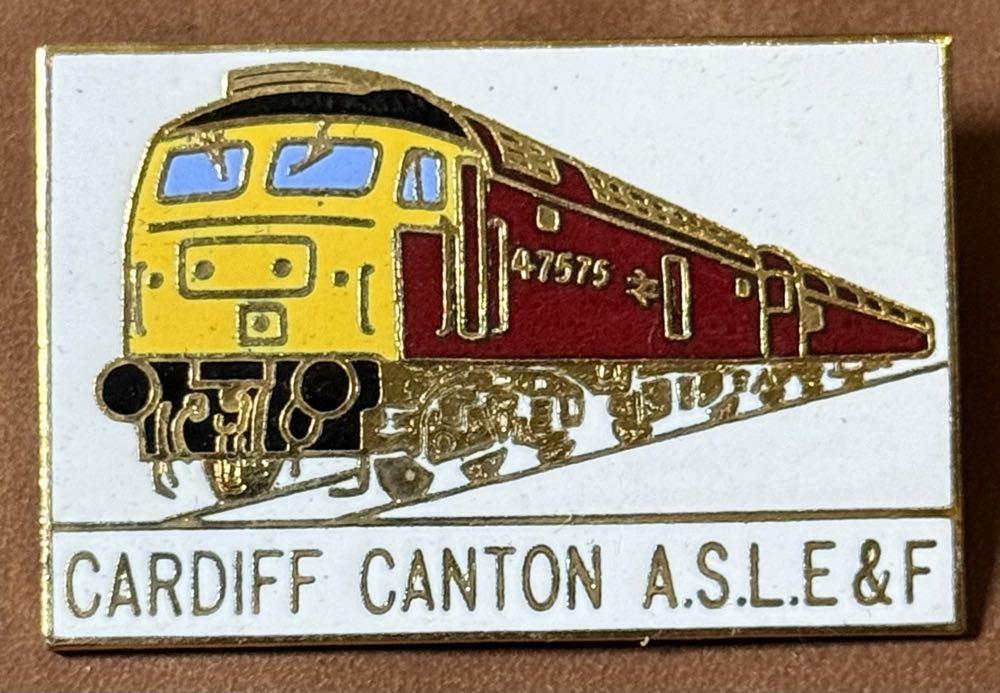 47575
CARDIFF CANTON A.S.L.E & F